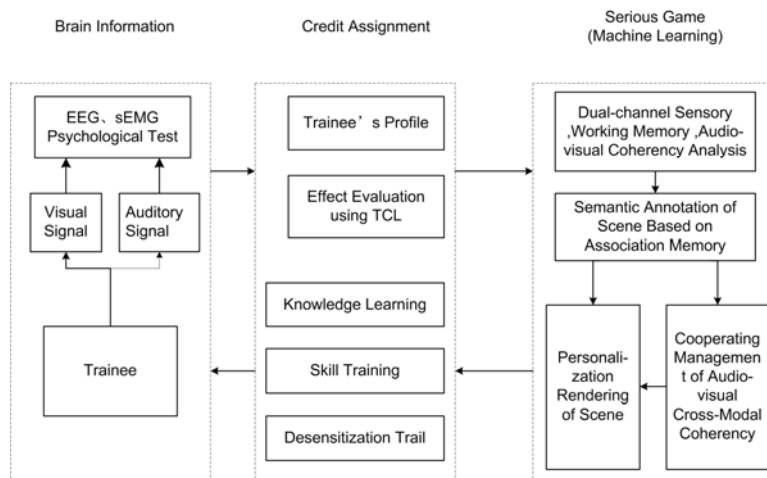 Brain Information
Credit Assignment
Serious Game
(Machine Learning)
EEG、sEMG
Psychological Test
Visual
Signal
Auditory
Signal
Trainee
Trainee’s Profile
Effect Evaluation
using TCL
Knowledge Learning
Skill Training
Desensitization Trail
Dual-channel Sensory
,Working Memory ,Audio-
visual Coherency Analysis
Semantic Annotation of
Scene Based on
Association Memory
Personali-
zation
Rendering
of Scene
Cooperating
Managemen
t of Audio-
visual
Cross-Modal
Coherency